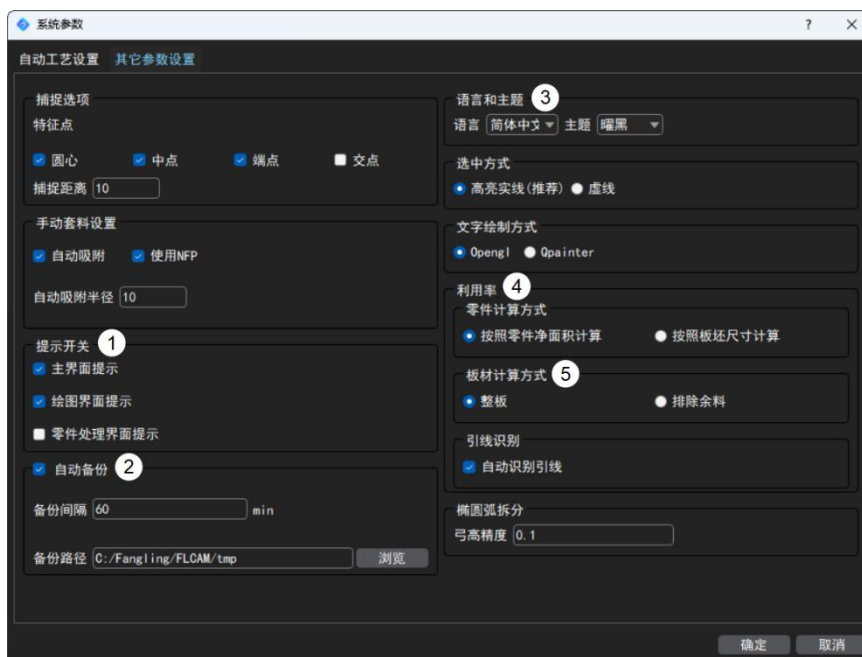 系统参数
?
×
自动工艺设置 其它参数设置
捕捉选项
特征点
圆心 中点 端点 交点
捕捉距离 10
手动套料设置
自动吸附 使用NFP
自动吸附半径 10
提示开关 1
主界面提示
绘图界面提示
零件处理界面提示
自动备份 2
备份间隔 60 min
备份路径 C:/Fangling/FLCAM/tmp 浏览
语言和主题 3
语言 简体中文 主题 曜黑
选中方式
高亮实线(推荐) 虚线
文字绘制方式
Opengl Qpainter
利用率 4
零件计算方式
按照零件净面积计算 按照板坯尺寸计算
板材计算方式 5
整板 排除余料
引线识别
自动识别引线
椭圆弧拆分
弓高精度 0.1
确定 取消